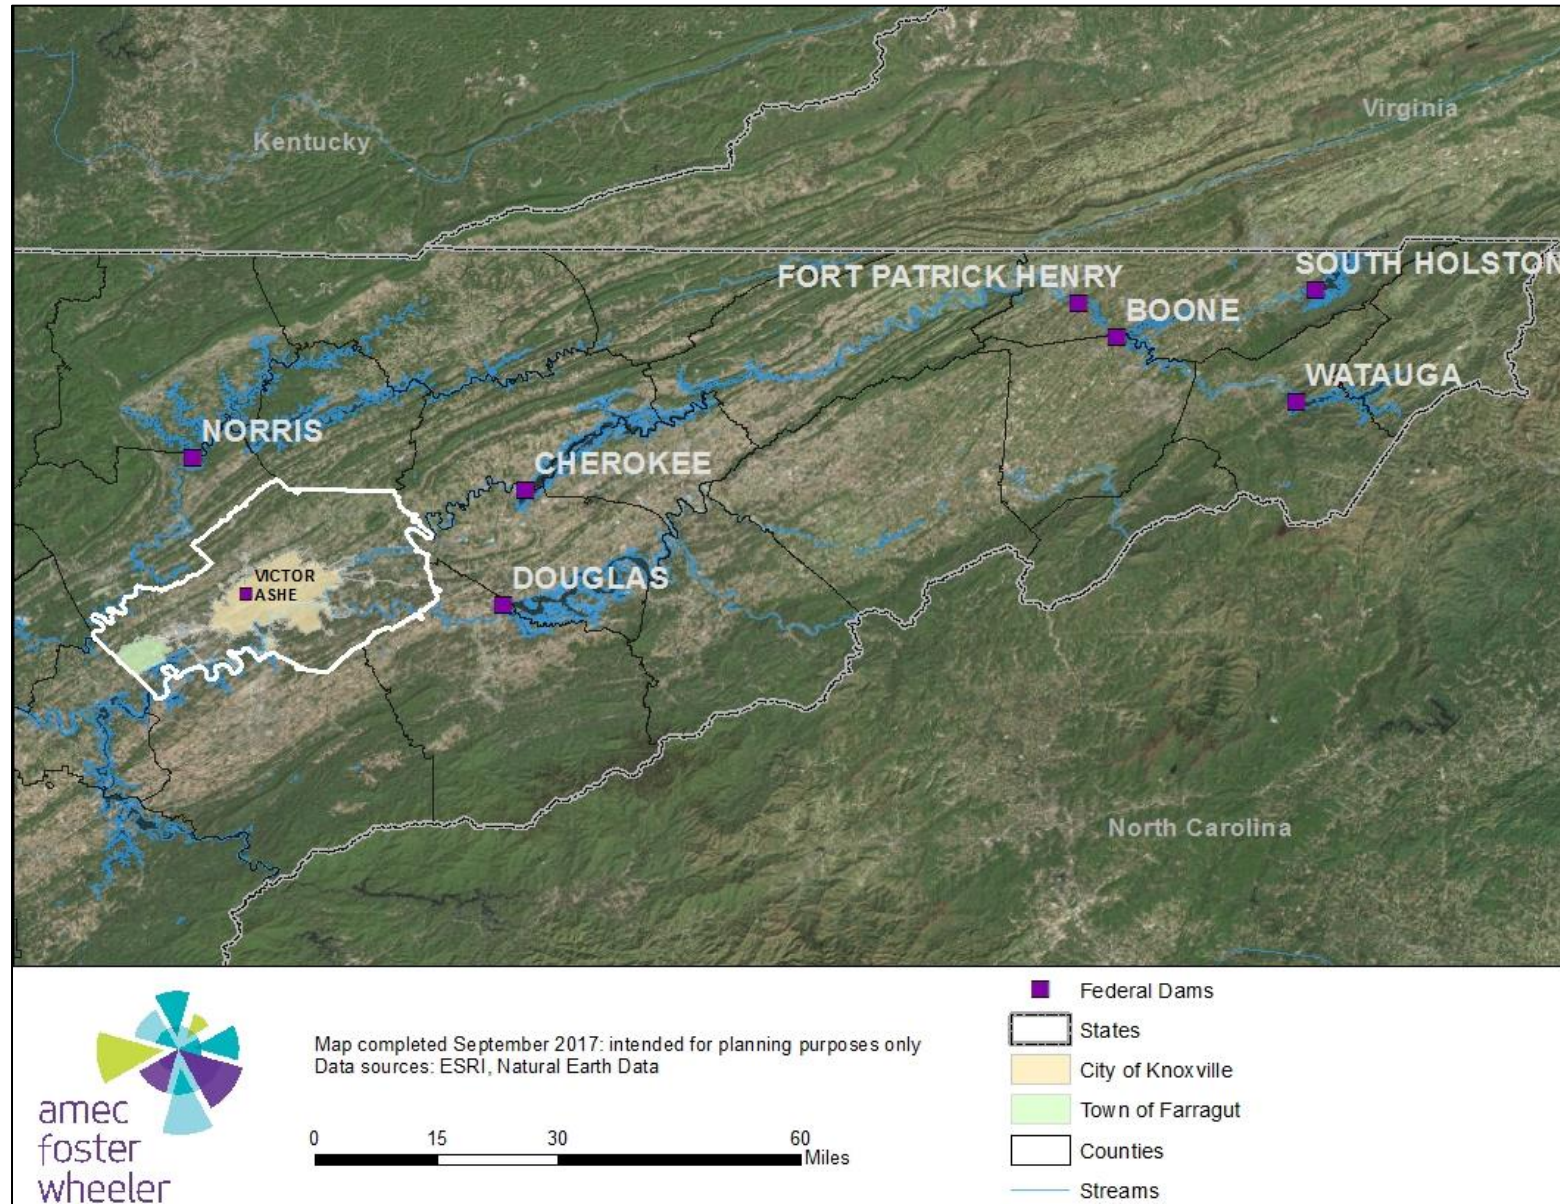 Kentucky
Virginia
FORT PATRICK HENRY
SOUTH HOLSTON
BOONE
WATAUGA
NORRIS
CHEROKEE
VICTOR
ASHE
DOUGLAS
North Carolina
amec
foster
wheeler
Map completed September 2017: intended for planning purposes only
Data sources: ESRI, Natural Earth Data
0 15 30 60
Miles
Federal Dams
States
City of Knoxville
Town of Farragut
Counties
Streams